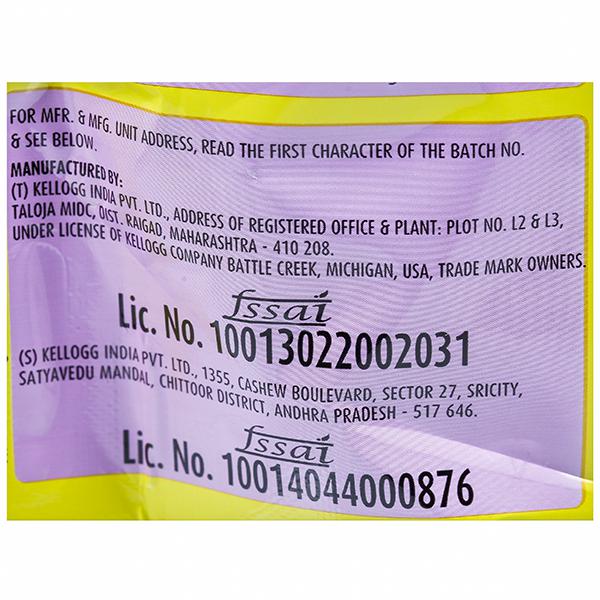 FOR MFR. & MFG. UNIT ADDRESS, READ THE FIRST CHARACTER OF THE BATCH NO.
& SEE BELOW.
MANUFACTURED BY:
(T) KELLOGG INDIA PVT. LTD., ADDRESS OF REGISTERED OFFICE & PLANT: PLOT NO. L2 & L3,
TALOJA MIDC, DIST. RAIGAD, MAHARASHTRA - 410 208.
UNDER LICENSE OF KELLOGG COMPANY BATTLE CREEK, MICHIGAN, USA, TRADE MARK OWNERS.
fssai
Lic. No. 10013022002031
(S) KELLOGG INDIA PVT. LTD., 1355, CASHEW BOULEVARD, SECTOR 27, SRICITY,
SATYAVEDU MANDAL, CHITTOOR DISTRICT, ANDHRA PRADESH - 517 646.
fssai
Lic. No. 10014044000876